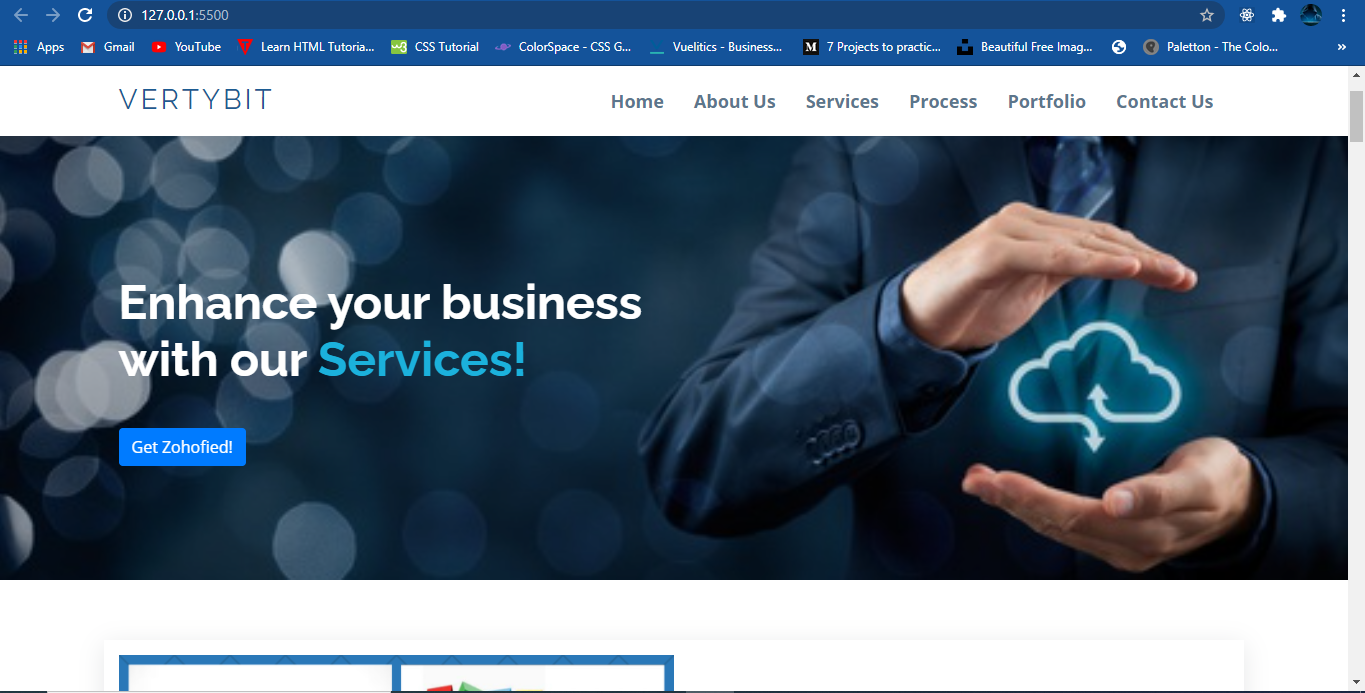 127.0.0.1:5500
Apps Gmail YouTube Learn HTML Tutoria... CSS Tutorial ColorSpace - CSS G... Vuelitics - Business... 7 Projects to practic... Beautiful Free Imag... Paletton - The Colo... »
VERTYBIT
Home About Us Services Process Portfolio Contact Us
Enhance your business
with our Services!
Get Zohofied!